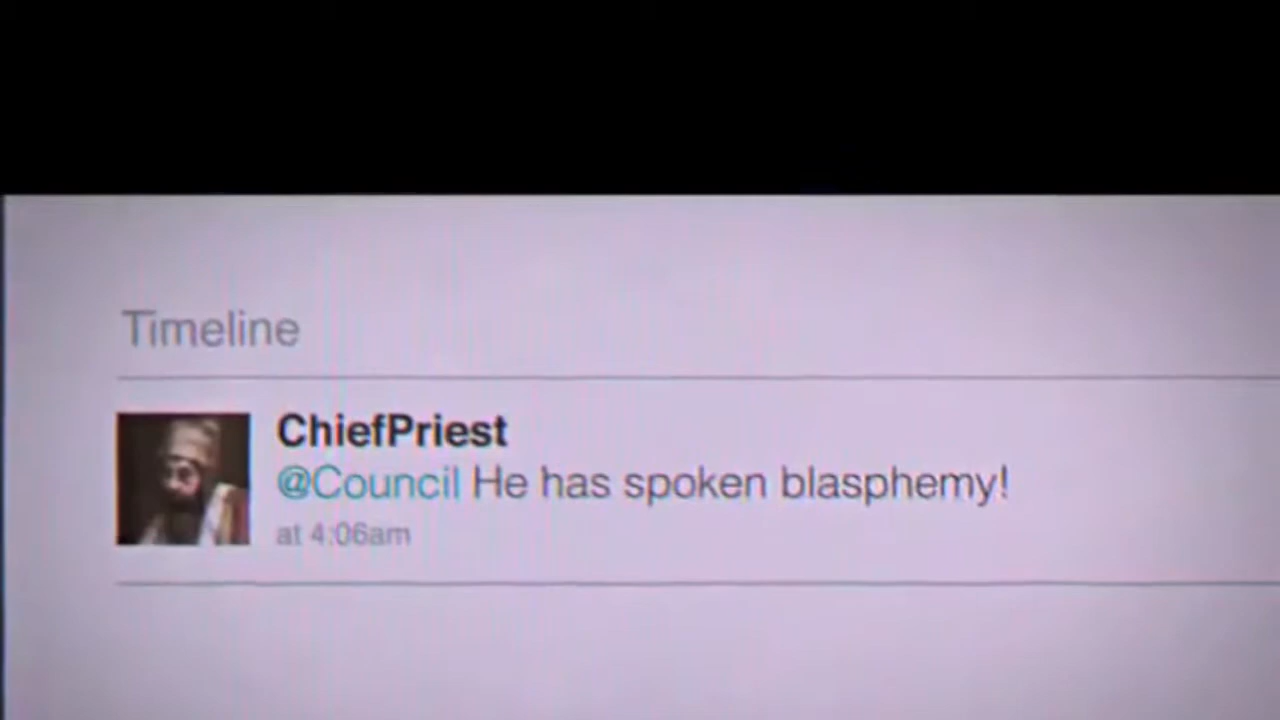 Timeline
ChiefPriest
@Council He has spoken blasphemy!
at 4:06am